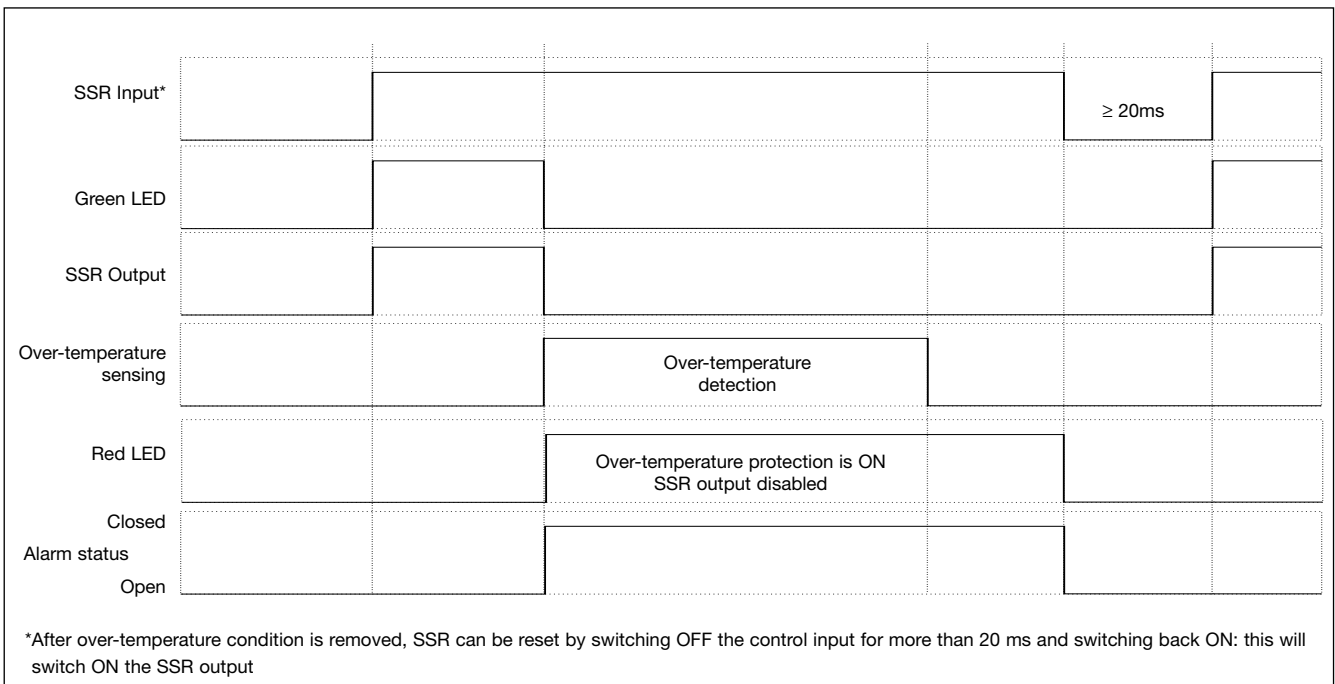 SSR Input*
≥ 20ms
Green LED
SSR Output
Over-temperature
sensing
Over-temperature
detection
Red LED
Over-temperature protection is ON
SSR output disabled
Closed
Alarm status
Open
*After over-temperature condition is removed, SSR can be reset by switching OFF the control input for more than 20 ms and switching back ON: this will
switch ON the SSR output